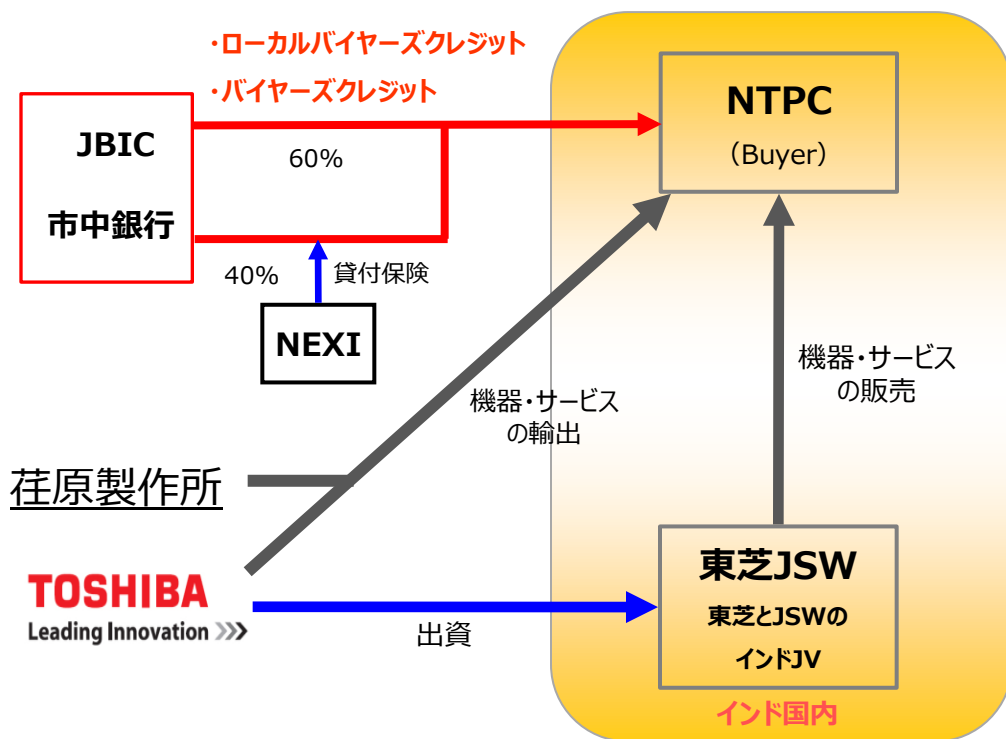 ・ローカルバイヤーズクレジット
・バイヤーズクレジット
JBIC
市中銀行
60%
40%
貸付保険
NEXI
NTPC
（Buyer）
機器・サービス
の輸出
機器・サービス
の販売
荏原製作所
TOSHIBA
Leading Innovation >>>
出資
東芝JSW
東芝とJSWの
インドJV
インド国内